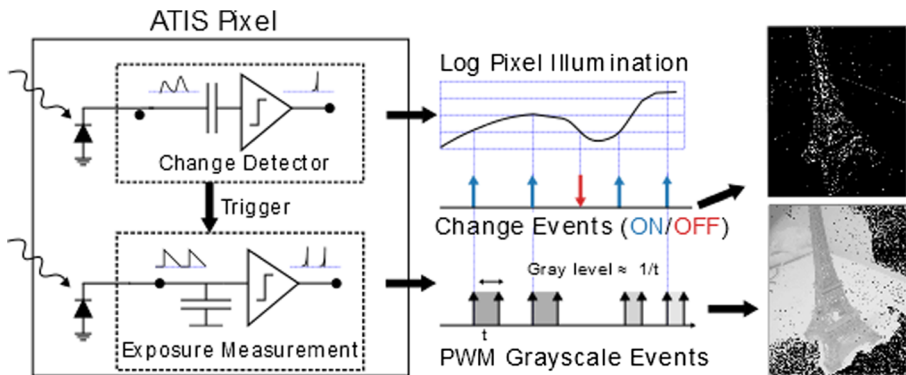 ATIS Pixel
Change Detector
Trigger
Exposure Measurement
Log Pixel Illumination
Change Events (ON/OFF)
Gray level ≈ 1/t
t
PWM Grayscale Events